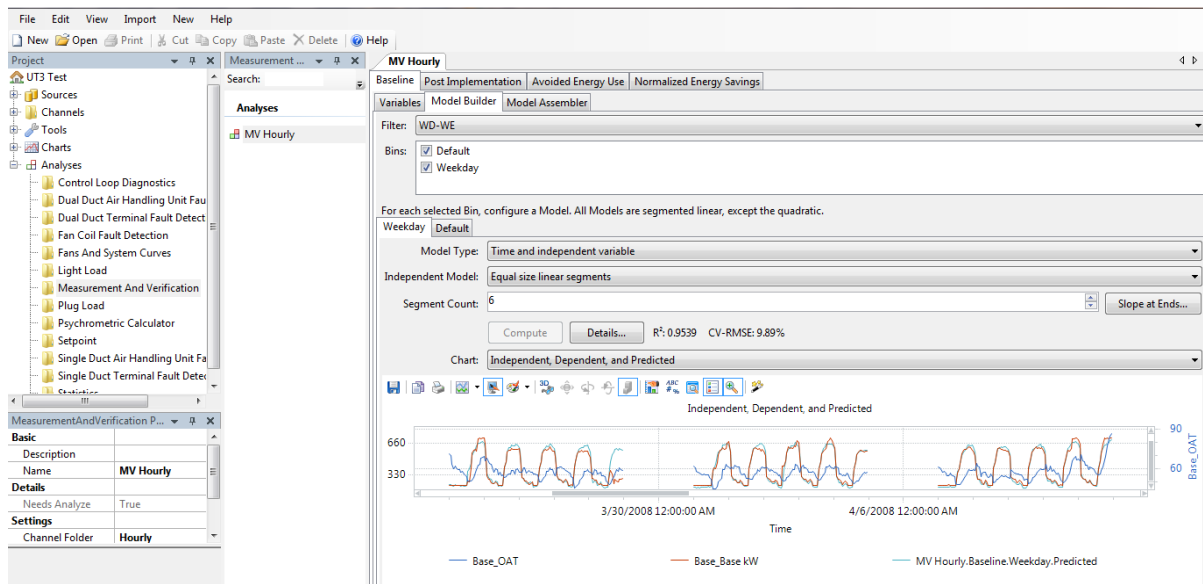 File Edit View Import New Help
New Open Print Cut Copy Paste Delete Help
Project
UT3 Test
Sources
Channels
Tools
Charts
Analyses
Control Loop Diagnostics
Dual Duct Air Handling Unit Fau
Dual Duct Terminal Fault Detect
Fan Coil Fault Detection
Fans And System Curves
Light Load
Measurement And Verification
Plug Load
Psychrometric Calculator
Setpoint
Single Duct Air Handling Unit Fa
Single Duct Terminal Fault Detec
Statistics
MeasurementAndVerification P...
Basic
Description
Name MV Hourly
Details
Needs Analyze True
Settings
Channel Folder Hourly
Measurement ...
Search:
Analyses
MV Hourly
MV Hourly
Baseline Post Implementation Avoided Energy Use Normalized Energy Savings
Variables Model Builder Model Assembler
Filter: WD-WE
Bins: Default
Weekday
For each selected Bin, configure a Model. All Models are segmented linear, except the quadratic.
Weekday Default
Model Type: Time and independent variable
Independent Model: Equal size linear segments
Segment Count: 6 Slope at Ends...
Compute Details... R²: 0.9539 CV-RMSE: 9.89%
Chart: Independent, Dependent, and Predicted
3D ABC #%
Independent, Dependent, and Predicted
660
330
90
60
Base_OAT
3/30/2008 12:00:00 AM 4/6/2008 12:00:00 AM
Time
Base_OAT Base_Base kW MV Hourly.Baseline.Weekday.Predicted